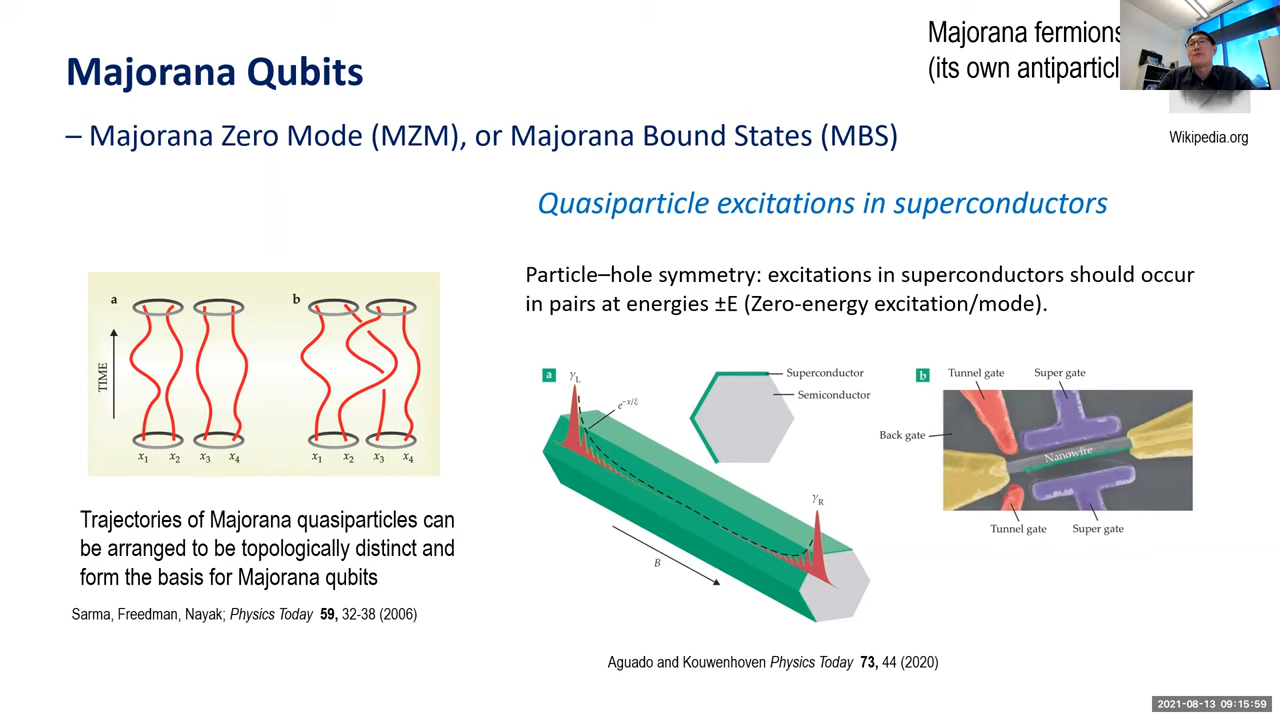 Majorana fermions
(its own antiparticl
Majorana Qubits
– Majorana Zero Mode (MZM), or Majorana Bound States (MBS)
Wikipedia.org
Quasiparticle excitations in superconductors
Particle–hole symmetry: excitations in superconductors should occur
in pairs at energies ±E (Zero-energy excitation/mode).
a
b
TIME
x1 x2 x3 x4
x1 x2 x3 x4
Trajectories of Majorana quasiparticles can
be arranged to be topologically distinct and
form the basis for Majorana qubits
Sarma, Freedman, Nayak; Physics Today 59, 32-38 (2006)
a
γL
e−x/ξ
Superconductor
Semiconductor
γR
B
b
Tunnel gate
Super gate
Back gate
Nanowire
Tunnel gate
Super gate
Aguado and Kouwenhoven Physics Today 73, 44 (2020)
2021-08-13 09:15:59